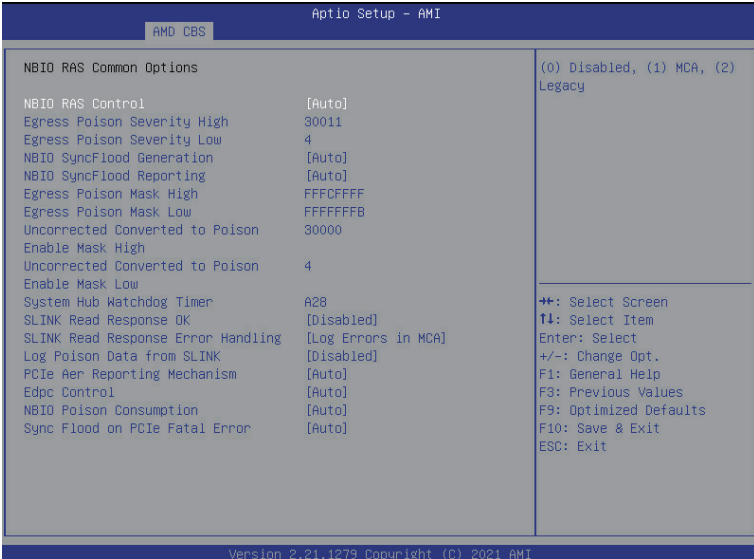 Aptio Setup – AMI
AMD CBS
NBIO RAS Common Options
NBIO RAS Control [Auto]
Egress Poison Severity High 30011
Egress Poison Severity Low 4
NBIO SyncFlood Generation [Auto]
NBIO SyncFlood Reporting [Auto]
Egress Poison Mask High FFFCFFFF
Egress Poison Mask Low FFFFFFFB
Uncorrected Converted to Poison 30000
Enable Mask High
Uncorrected Converted to Poison 4
Enable Mask Low
System Hub Watchdog Timer A28
SLINK Read Response OK [Disabled]
SLINK Read Response Error Handling [Log Errors in MCA]
Log Poison Data from SLINK [Disabled]
PCIe Aer Reporting Mechanism [Auto]
Edpc Control [Auto]
NBIO Poison Consumption [Auto]
Sync Flood on PCIe Fatal Error [Auto]
(0) Disabled, (1) MCA, (2)
Legacy
→←: Select Screen
↑↓: Select Item
Enter: Select
+/-: Change Opt.
F1: General Help
F3: Previous Values
F9: Optimized Defaults
F10: Save & Exit
ESC: Exit
Version 2.21.1279 Copyright (C) 2021 AMI